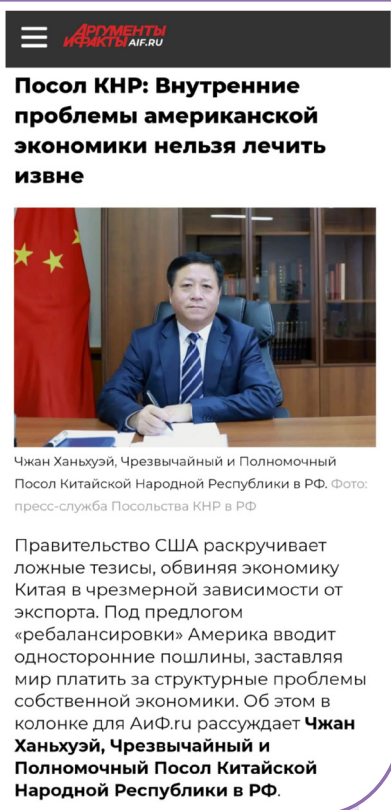 АРГУМЕНТЫ
И ФАКТЫ AIF.RU
Посол КНР: Внутренние
проблемы американской
экономики нельзя лечить
извне
Чжан Ханьхуэй, Чрезвычайный и Полномочный
Посол Китайской Народной Республики в РФ. Фото:
пресс-служба Посольства КНР в РФ
Правительство США раскручивает
ложные тезисы, обвиняя экономику
Китая в чрезмерной зависимости от
экспорта. Под предлогом
«ребалансировки» Америка вводит
односторонние пошлины, заставляя
мир платить за структурные проблемы
собственной экономики. Об этом в
колонке для АиФ.ru рассуждает Чжан
Ханьхуэй, Чрезвычайный и
Полномочный Посол Китайской
Народной Республики в РФ.